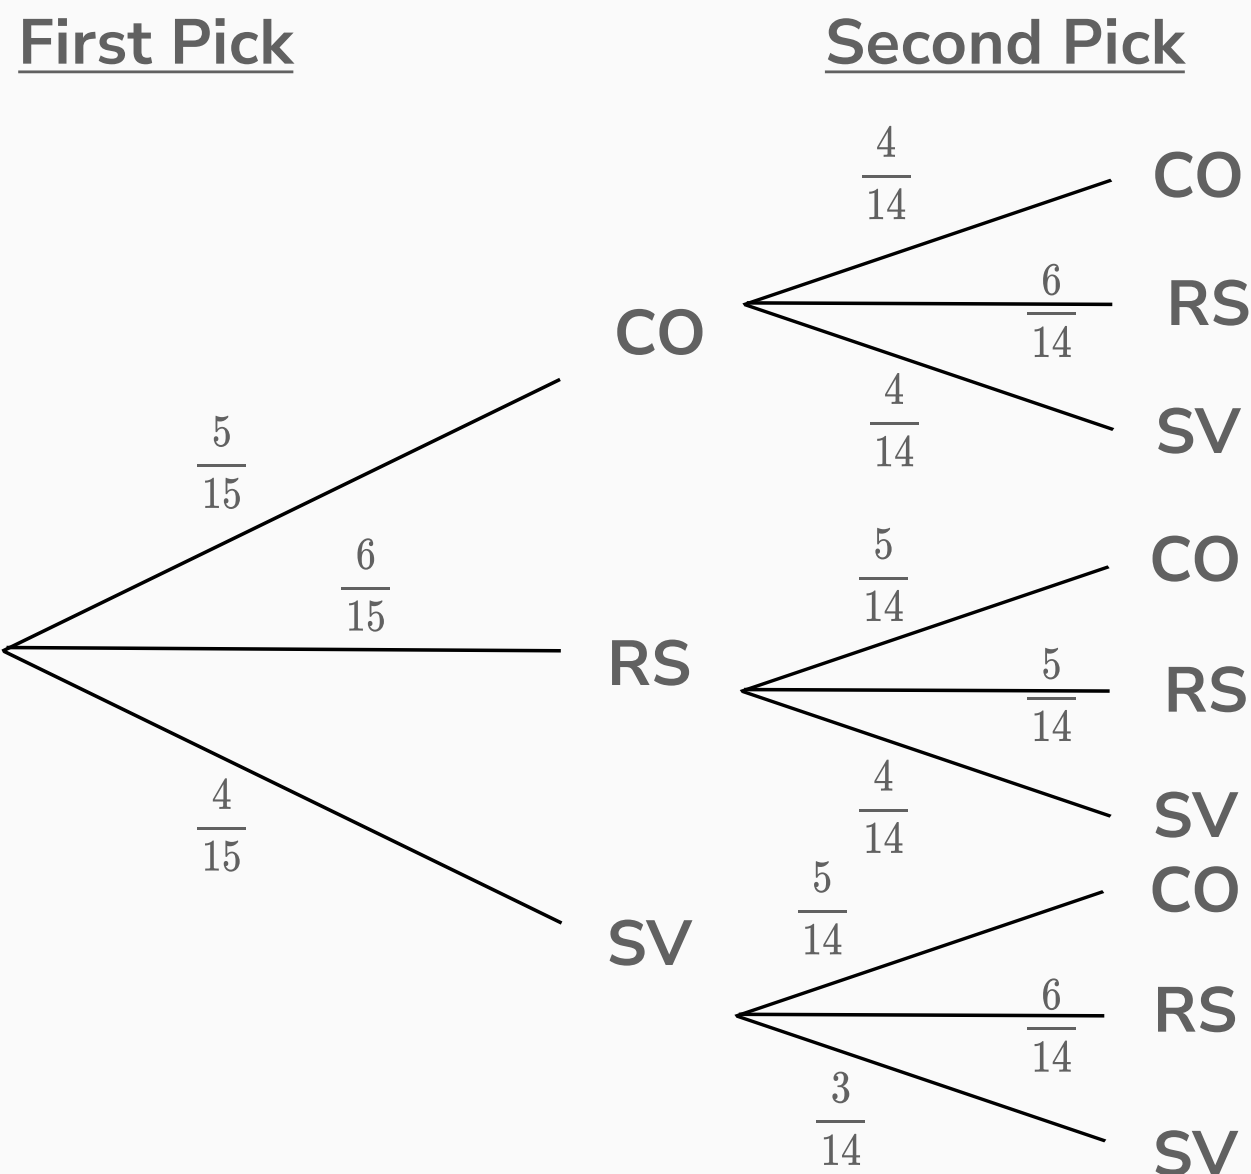 First Pick Second Pick
4/14 CO
6/14 RS
CO
4/14 SV
5/15
5/14 CO
6/15
5/14 RS
RS
4/14 SV
4/15
5/14 CO
SV
6/14 RS
3/14 SV